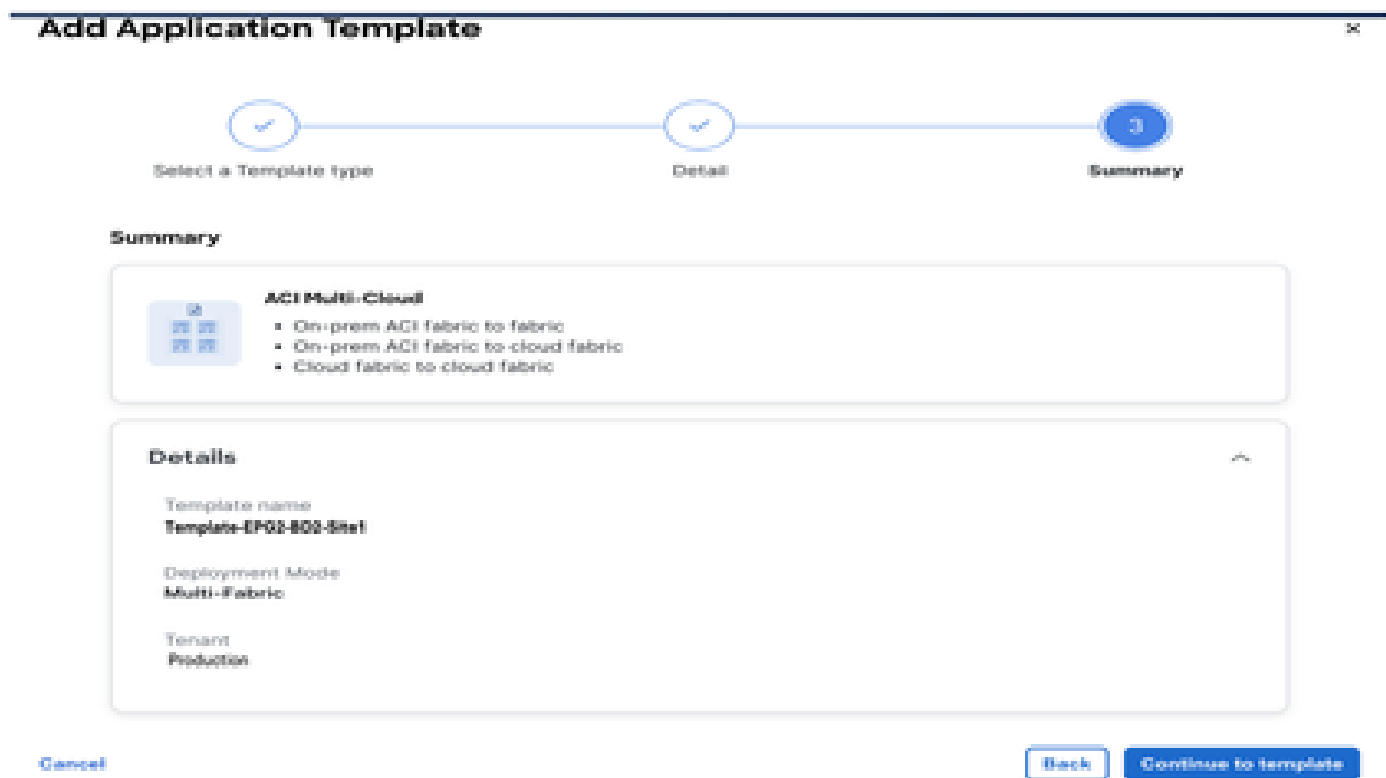 Add Application Template
×
3
Select a Template type
Detail
Summary
Summary
ACI Multi-Cloud
• On-prem ACI fabric to fabric
• On-prem ACI fabric to cloud fabric
• Cloud fabric to cloud fabric
Details
Template name
Template-EPG2-BD2-Site1
Deployment Mode
Multi-Fabric
Tenant
Production
Cancel
Back
Continue to template